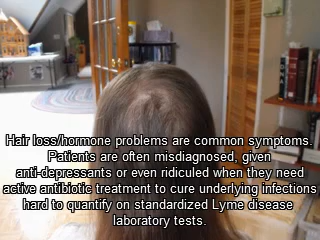 Hair loss/hormone problems are common symptoms.
Patients are often misdiagnosed, given
anti-depressants or even ridiculed when they need
active antibiotic treatment to cure underlying infections
hard to quantify on standardized Lyme disease
laboratory tests.